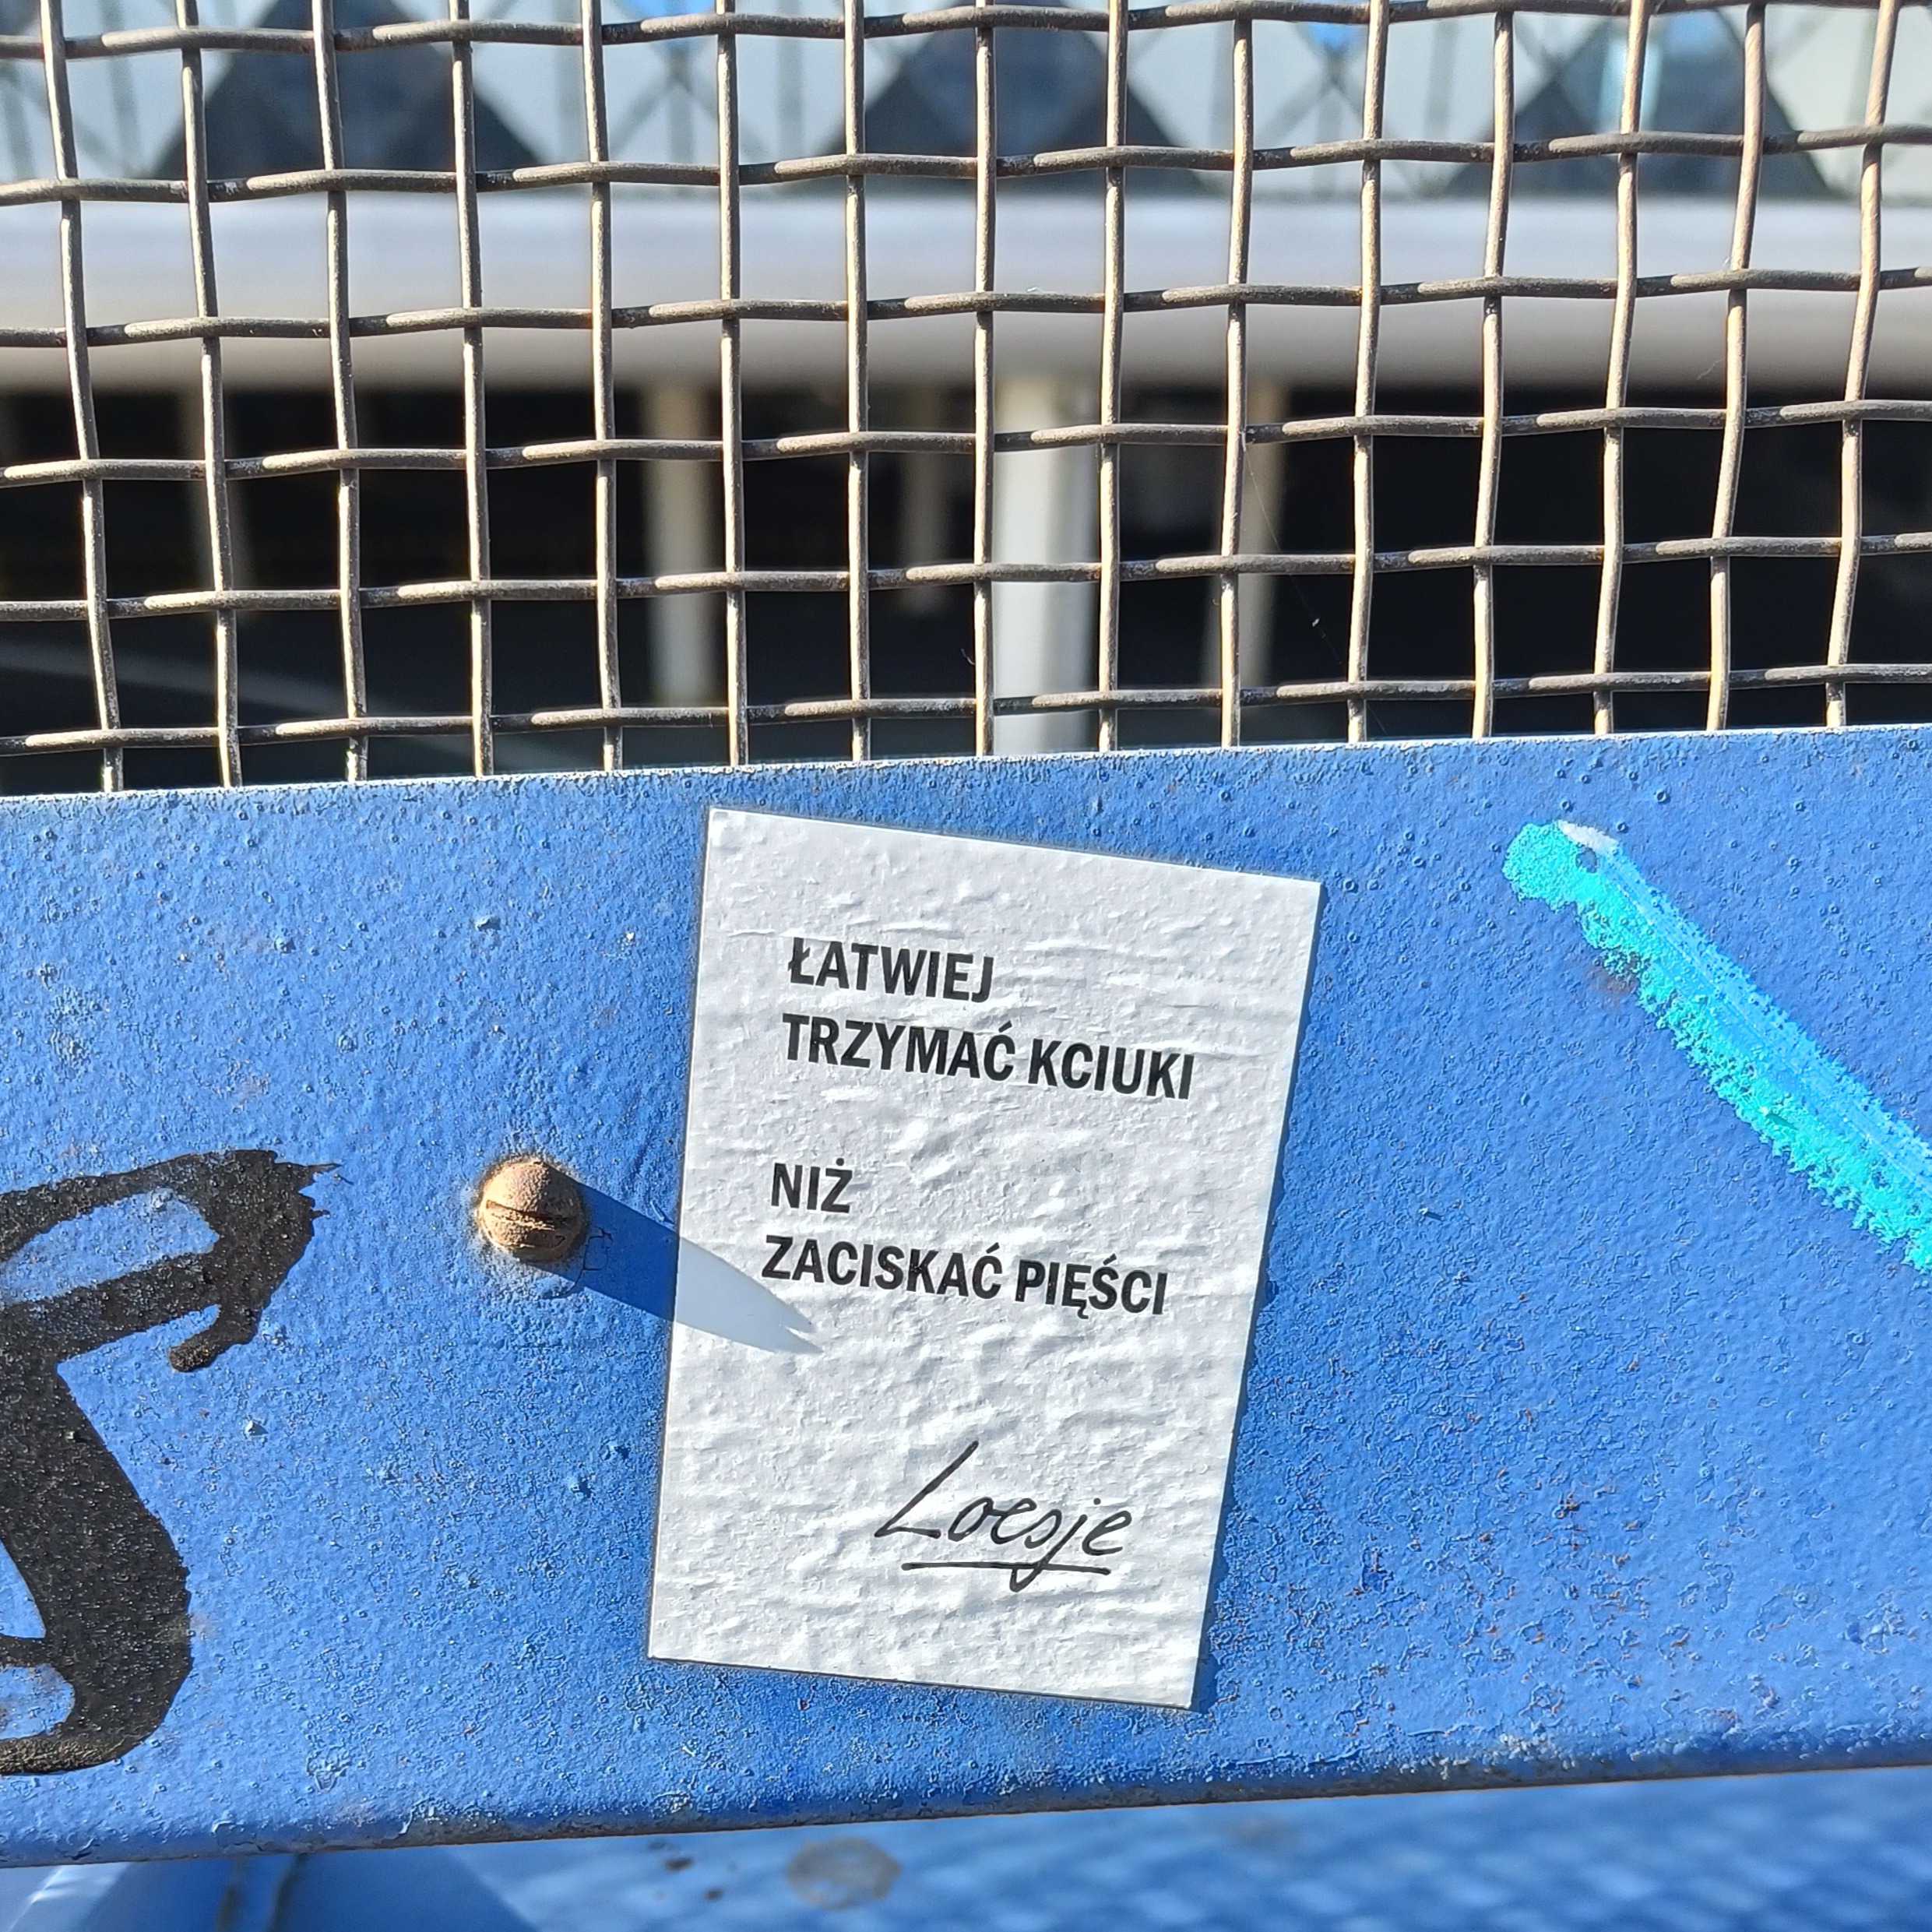 ŁATWIEJ
TRZYMAĆ KCIUKI
NIŻ
ZACISKAĆ PIĘŚCI
Loesje